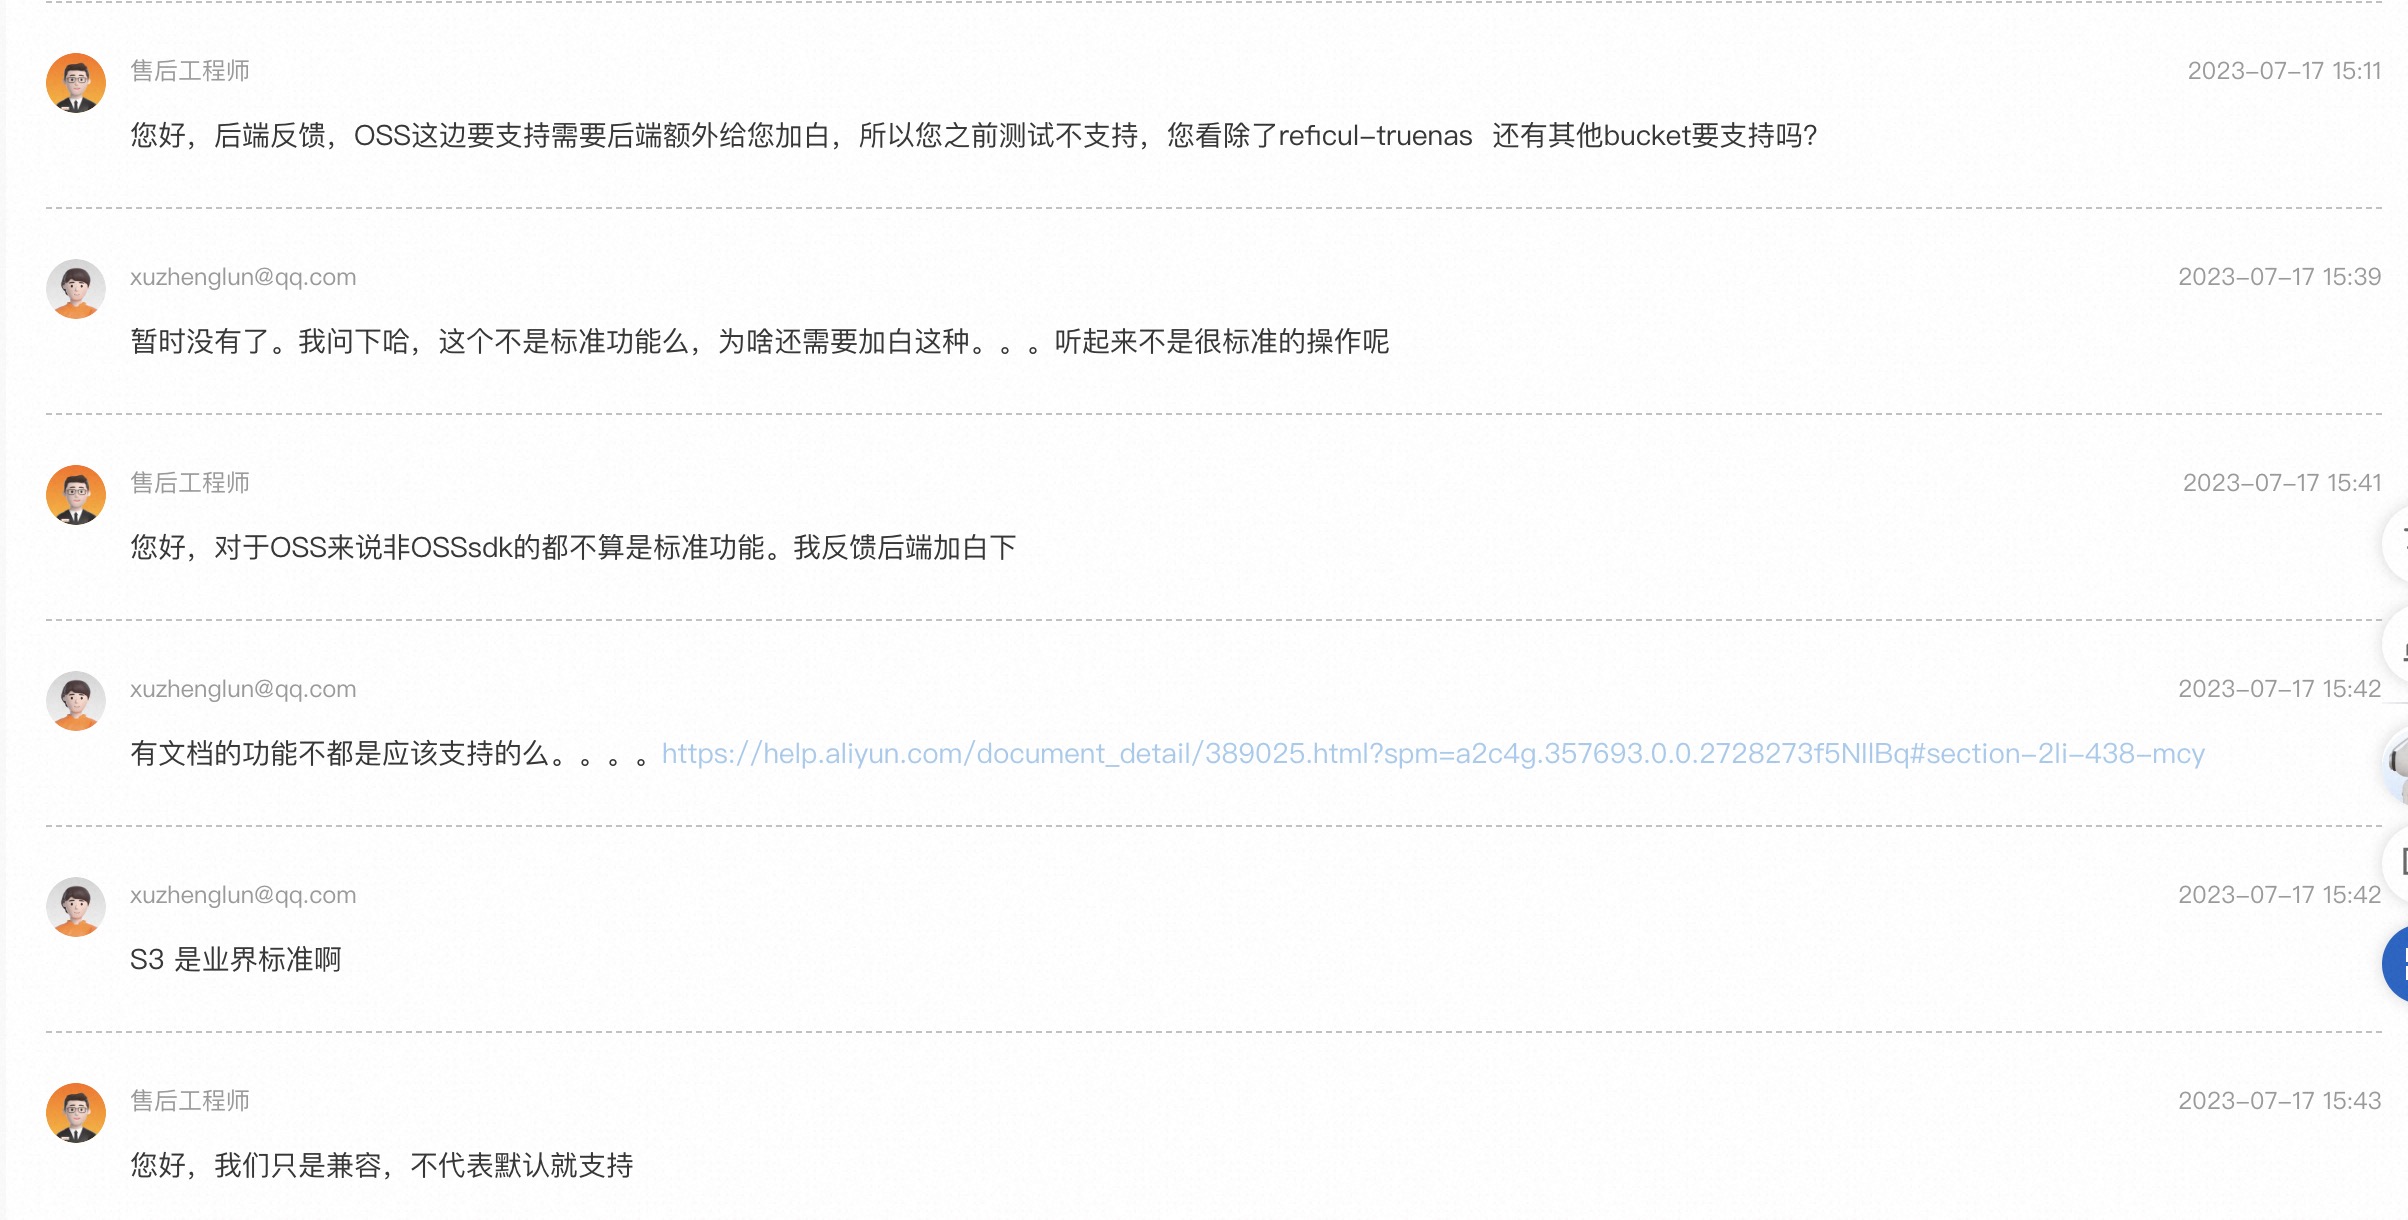 售后工程师
2023-07-17 15:11
您好，后端反馈，OSS这边要支持需要后端额外给您加白，所以您之前测试不支持，您看除了reficul-truenas 还有其他bucket要支持吗?
xuzhenglun@qq.com
2023-07-17 15:39
暂时没有了。我问下哈，这个不是标准功能么，为啥还需要加白这种。。。听起来不是很标准的操作呢
售后工程师
2023-07-17 15:41
您好，对于OSS来说非OSSsdk的都不算是标准功能。我反馈后端加白下
xuzhenglun@qq.com
2023-07-17 15:42
有文档的功能不都是应该支持的么。。。。https://help.aliyun.com/document_detail/389025.html?spm=a2c4g.357693.0.0.2728273f5NllBq#section-2li-438-mcy
xuzhenglun@qq.com
2023-07-17 15:42
S3 是业界标准啊
售后工程师
2023-07-17 15:43
您好，我们只是兼容，不代表默认就支持